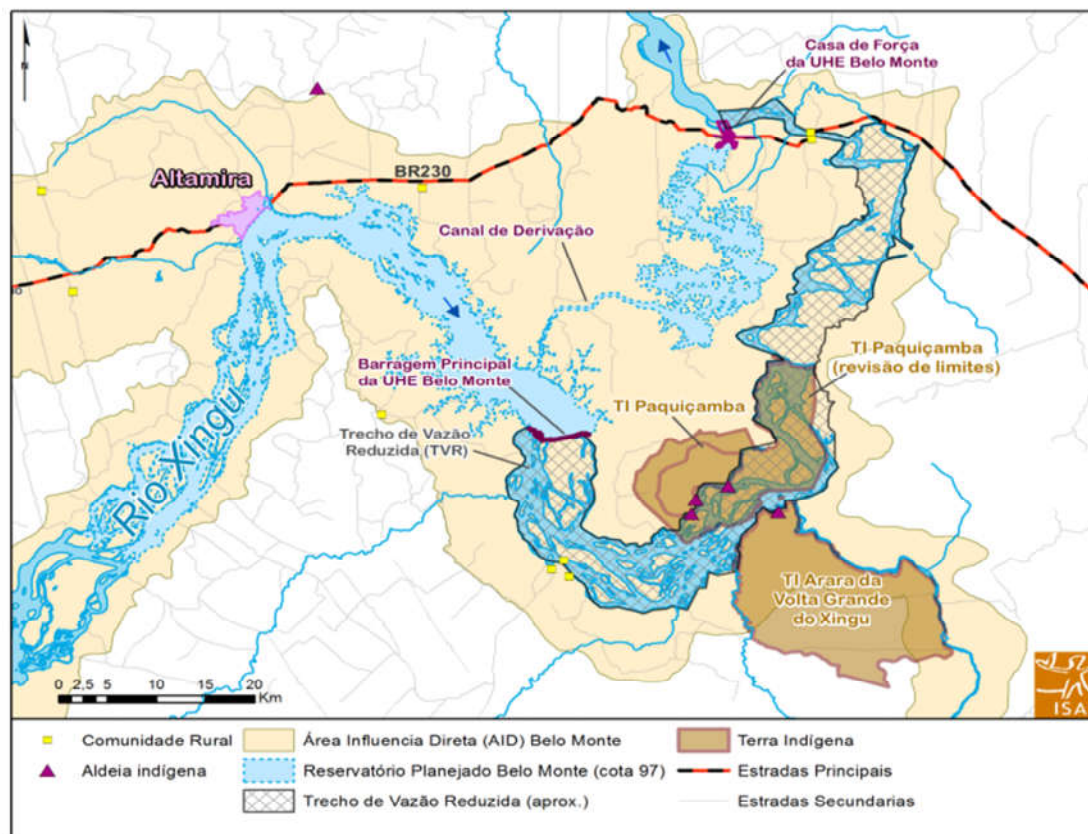 N
Casa de Força
da UHE Belo Monte
Altamira
BR230
Canal de Derivação
Barragem Principal
da UHE Belo Monte
TI Paquiçamba
(revisão de limites)
TI Paquiçamba
Trecho de Vazão
Reduzida (TVR)
Rio Xingu
TI Arara da
Volta Grande
do Xingu
0 2,5 5 10 15 20
Km
ISA
Comunidade Rural
Área Influencia Direta (AID) Belo Monte
Terra Indígena
Aldeia indígena
Reservatório Planejado Belo Monte (cota 97)
Estradas Principais
Trecho de Vazão Reduzida (aprox.)
Estradas Secundarias